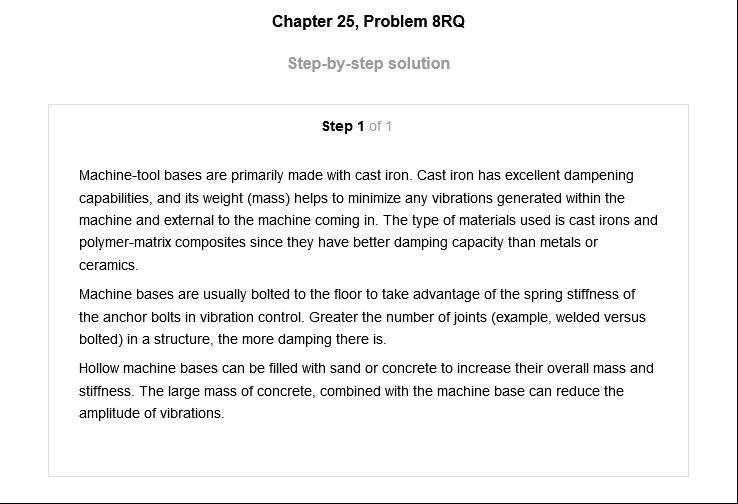 Chapter 25, Problem 8RQ
Step-by-step solution
Step 1 of 1
Machine-tool bases are primarily made with cast iron. Cast iron has excellent dampening
capabilities, and its weight (mass) helps to minimize any vibrations generated within the
machine and external to the machine coming in. The type of materials used is cast irons and
polymer-matrix composites since they have better damping capacity than metals or
ceramics.
Machine bases are usually bolted to the floor to take advantage of the spring stiffness of
the anchor bolts in vibration control. Greater the number of joints (example, welded versus
bolted) in a structure, the more damping there is.
Hollow machine bases can be filled with sand or concrete to increase their overall mass and
stiffness. The large mass of concrete, combined with the machine base can reduce the
amplitude of vibrations.